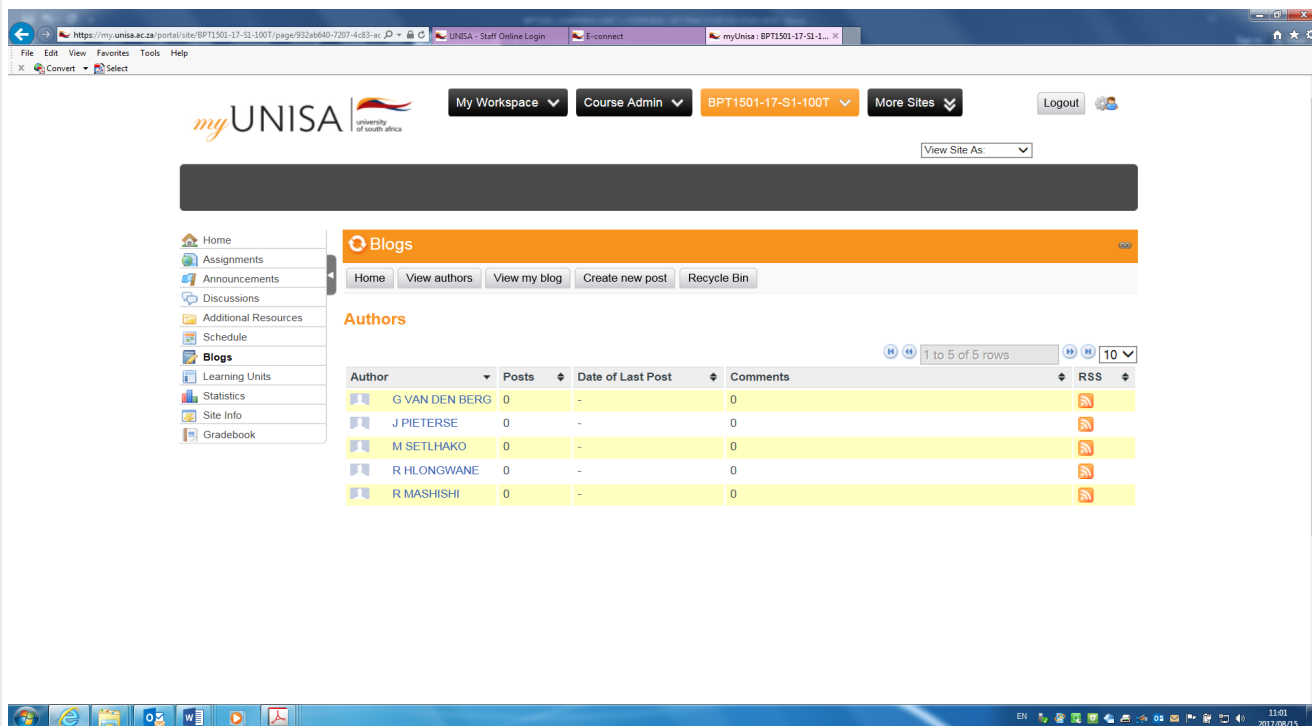 https://my.unisa.ac.za/portal/site/BPT1501-17-S1-100T/page/932ab640-7207-4c83-ac
UNISA - Staff Online Login
E-connect
myUnisa : BPT1501-17-S1-1...
File Edit View Favorites Tools Help
x Convert Select
my UNISA university of south africa
My Workspace Course Admin BPT1501-17-S1-100T More Sites Logout
View Site As:
Home
Assignments
Announcements
Discussions
Additional Resources
Schedule
Blogs
Learning Units
Statistics
Site Info
Gradebook
Blogs
Home View authors View my blog Create new post Recycle Bin
Authors
1 to 5 of 5 rows 10
Author Posts Date of Last Post Comments RSS
G VAN DEN BERG 0 - 0
J PIETERSE 0 - 0
M SETLHAKO 0 - 0
R HLONGWANE 0 - 0
R MASHISHI 0 - 0
EN 11:01
2017/08/15